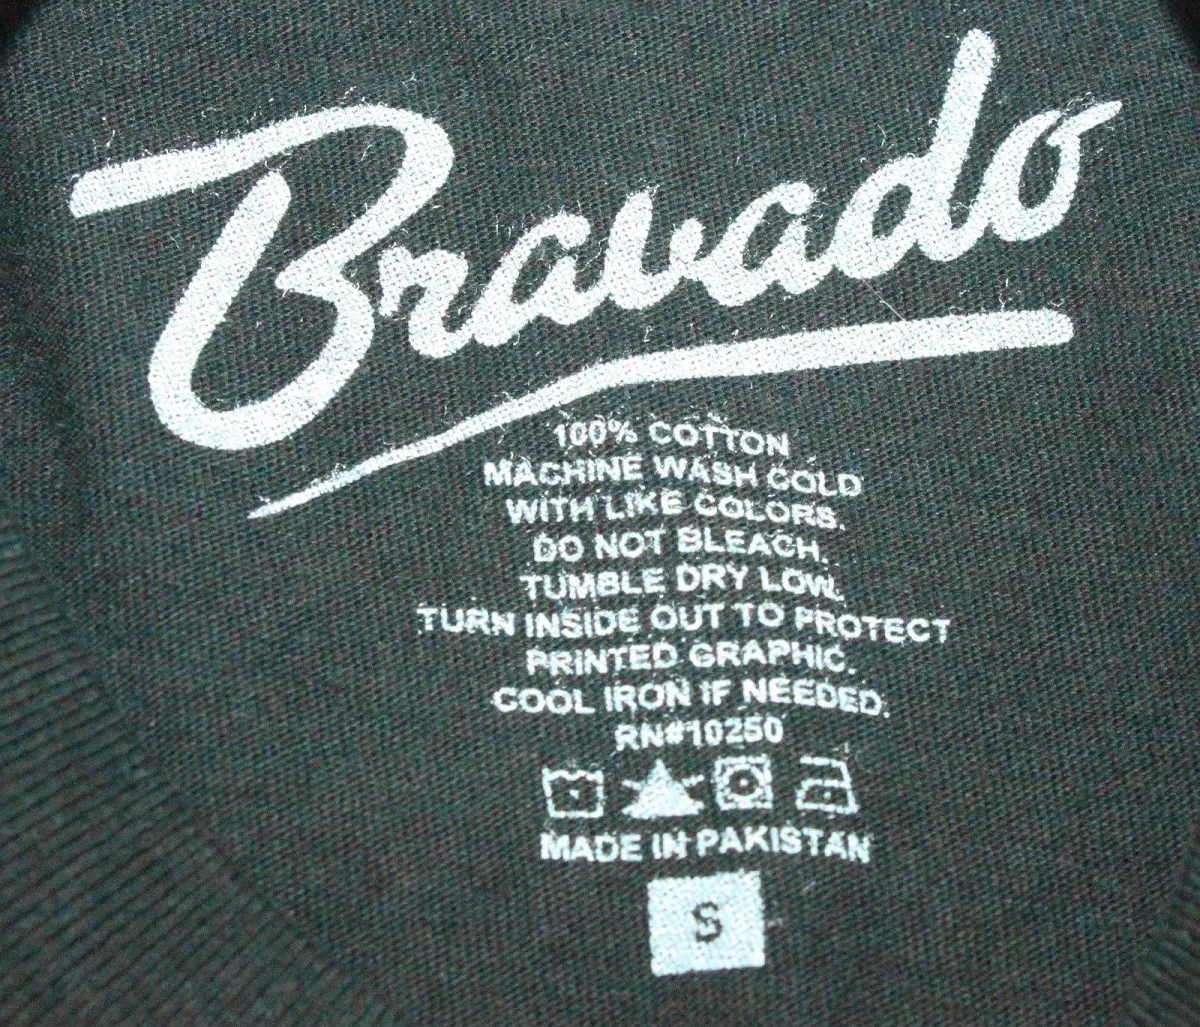 Bravado
100% COTTON
MACHINE WASH COLD
WITH LIKE COLORS.
DO NOT BLEACH.
TUMBLE DRY LOW.
TURN INSIDE OUT TO PROTECT
PRINTED GRAPHIC.
COOL IRON IF NEEDED.
RN#10250
MADE IN PAKISTAN
S